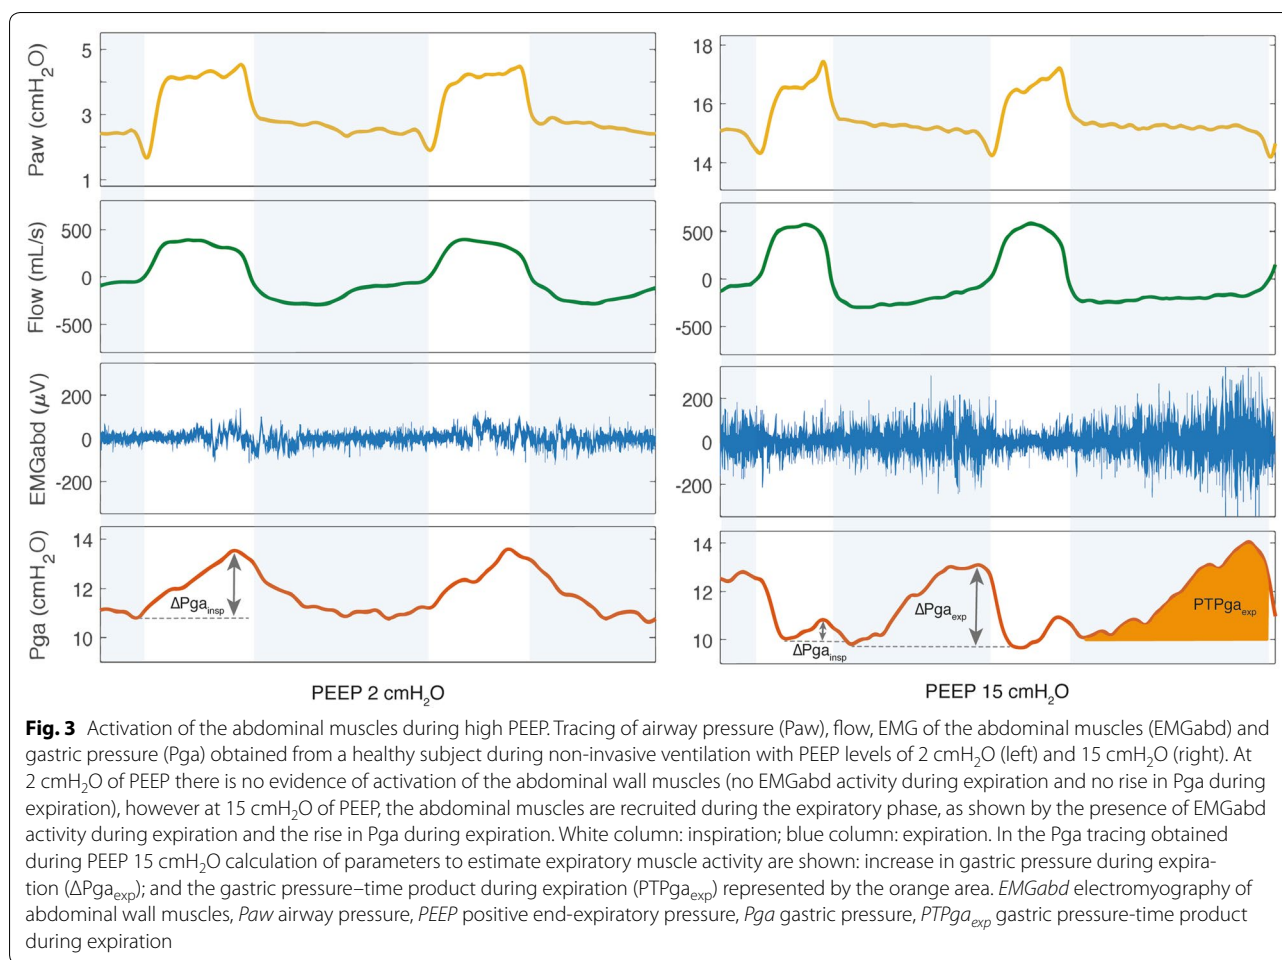 5
3
1
Paw (cmH2O)
18
16
14
500
0
-500
Flow (mL/s)
500
0
-500
200
0
-200
EMGabd (μV)
200
0
-200
14
12
10
Pga (cmH2O)
ΔPgainsp
14
12
10
ΔPgainsp
ΔPgaexp
PTPgaexp
PEEP 2 cmH2O
PEEP 15 cmH2O
Fig. 3 Activation of the abdominal muscles during high PEEP. Tracing of airway pressure (Paw), flow, EMG of the abdominal muscles (EMGabd) and
gastric pressure (Pga) obtained from a healthy subject during non-invasive ventilation with PEEP levels of 2 cmH2O (left) and 15 cmH2O (right). At
2 cmH2O of PEEP there is no evidence of activation of the abdominal wall muscles (no EMGabd activity during expiration and no rise in Pga during
expiration), however at 15 cmH2O of PEEP, the abdominal muscles are recruited during the expiratory phase, as shown by the presence of EMGabd
activity during expiration and the rise in Pga during expiration. White column: inspiration; blue column: expiration. In the Pga tracing obtained
during PEEP 15 cmH2O calculation of parameters to estimate expiratory muscle activity are shown: increase in gastric pressure during expira-
tion (ΔPgaexp); and the gastric pressure–time product during expiration (PTPgaexp) represented by the orange area. EMGabd electromyography of
abdominal wall muscles, Paw airway pressure, PEEP positive end-expiratory pressure, Pga gastric pressure, PTPgaexp gastric pressure-time product
during expiration